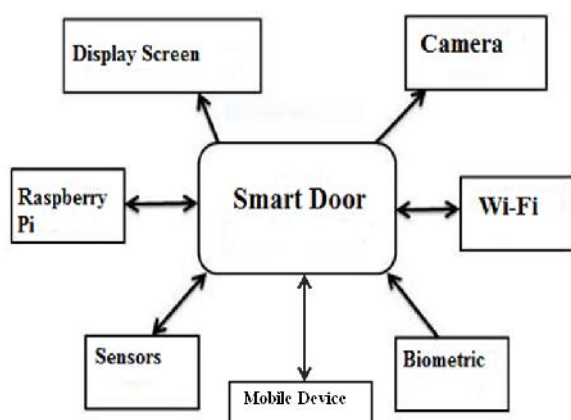 Display Screen
Camera
Raspberry
Pi
Smart Door
Wi-Fi
Sensors
Mobile Device
Biometric